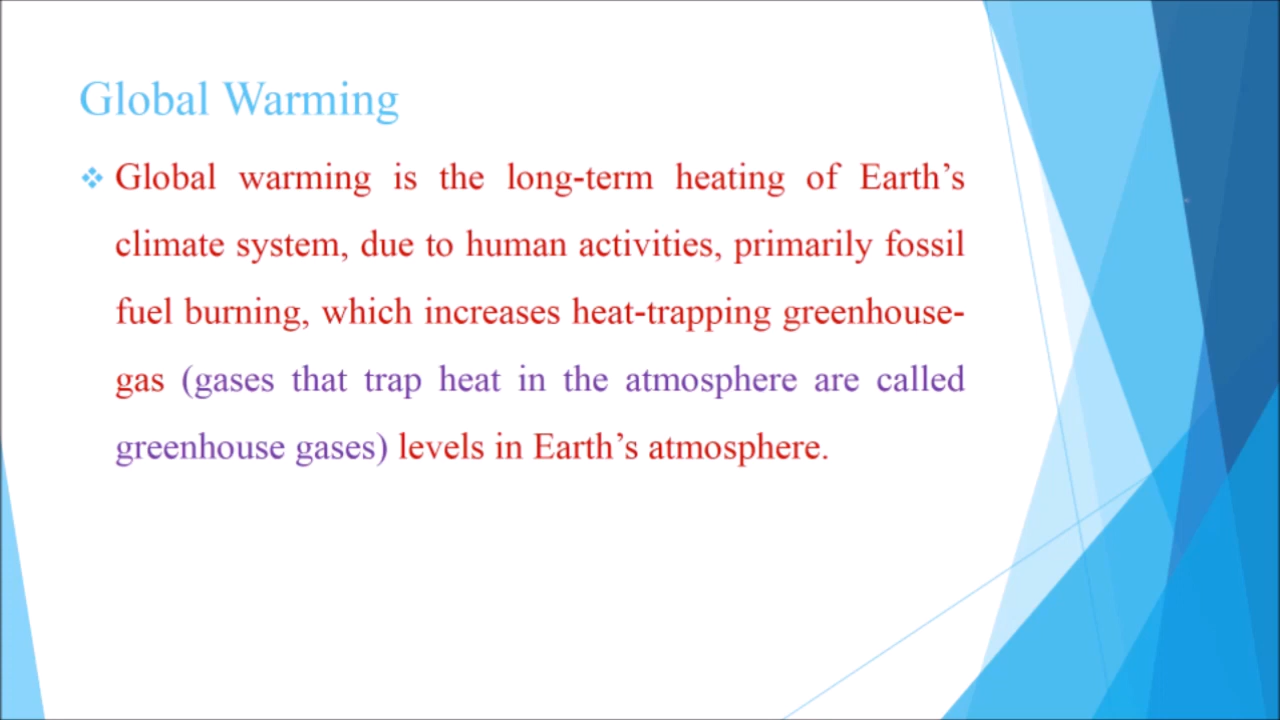 Global Warming
❖ Global warming is the long-term heating of Earth’s
climate system, due to human activities, primarily fossil
fuel burning, which increases heat-trapping greenhouse-
gas (gases that trap heat in the atmosphere are called
greenhouse gases) levels in Earth’s atmosphere.